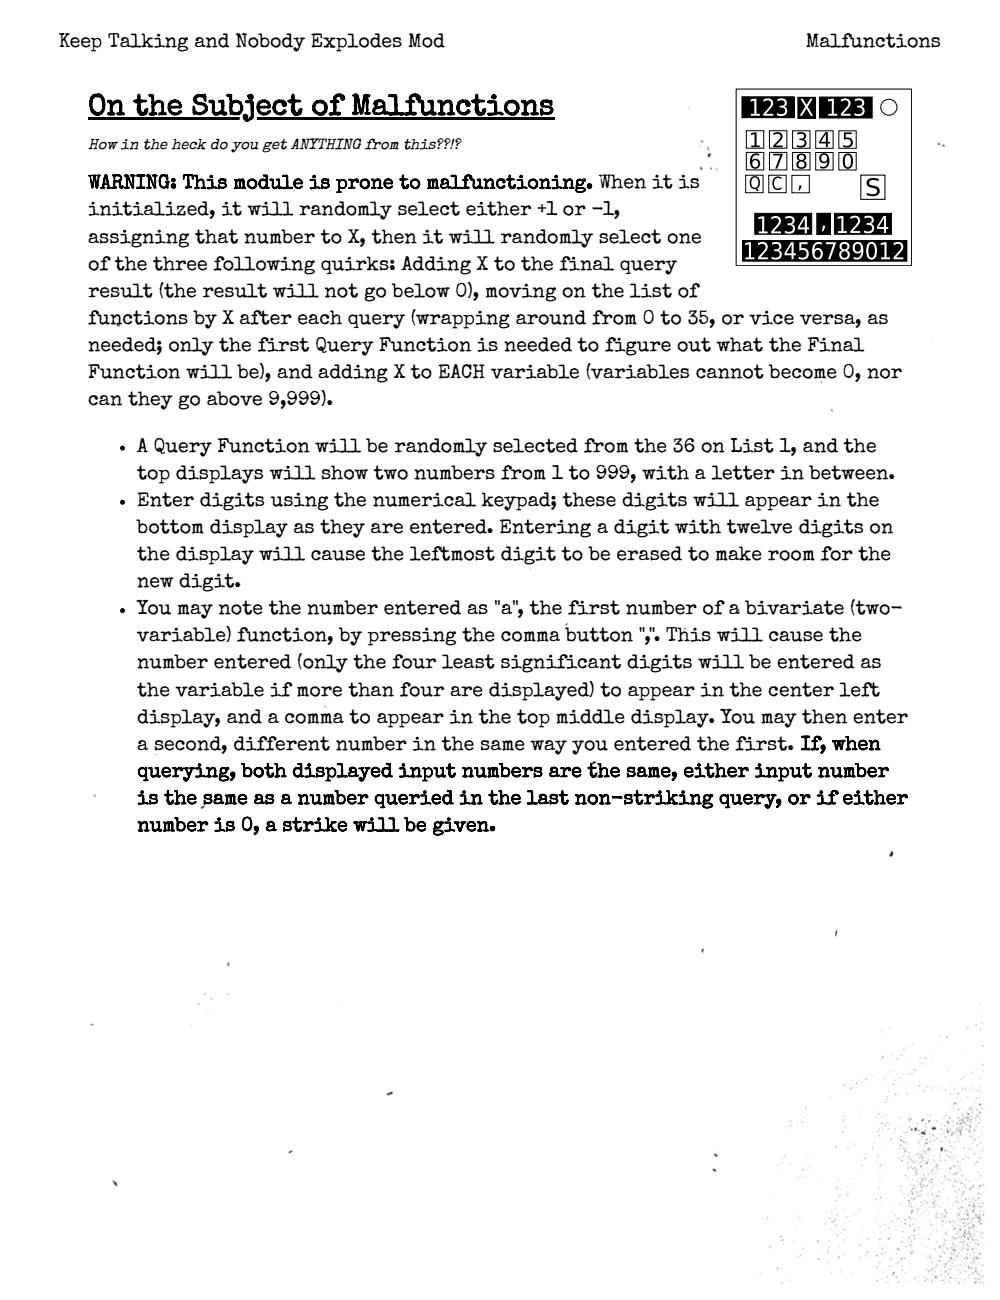 Keep Talking and Nobody Explodes Mod
Malfunctions
On the Subject of Malfunctions
How in the heck do you get ANYTHING from this??!?
WARNING: This module is prone to malfunctioning. When it is
initialized, it will randomly select either +1 or -1,
assigning that number to X, then it will randomly select one
of the three following quirks: Adding X to the final query
result (the result will not go below 0), moving on the list of
functions by X after each query (wrapping around from 0 to 35, or vice versa, as
needed; only the first Query Function is needed to figure out what the Final
Function will be), and adding X to EACH variable (variables cannot become 0, nor
can they go above 9,999).
123 X 123
1 2 3 4 5
6 7 8 9 0
Q C , S
1234 , 1234
123456789012
• A Query Function will be randomly selected from the 36 on List 1, and the
top displays will show two numbers from 1 to 999, with a letter in between.
• Enter digits using the numerical keypad; these digits will appear in the
bottom display as they are entered. Entering a digit with twelve digits on
the display will cause the leftmost digit to be erased to make room for the
new digit.
• You may note the number entered as "a", the first number of a bivariate (two-
variable) function, by pressing the comma button ",". This will cause the
number entered (only the four least significant digits will be entered as
the variable if more than four are displayed) to appear in the center left
display, and a comma to appear in the top middle display. You may then enter
a second, different number in the same way you entered the first. If, when
querying, both displayed input numbers are the same, either input number
is the same as a number queried in the last non-striking query, or if either
number is 0, a strike will be given.